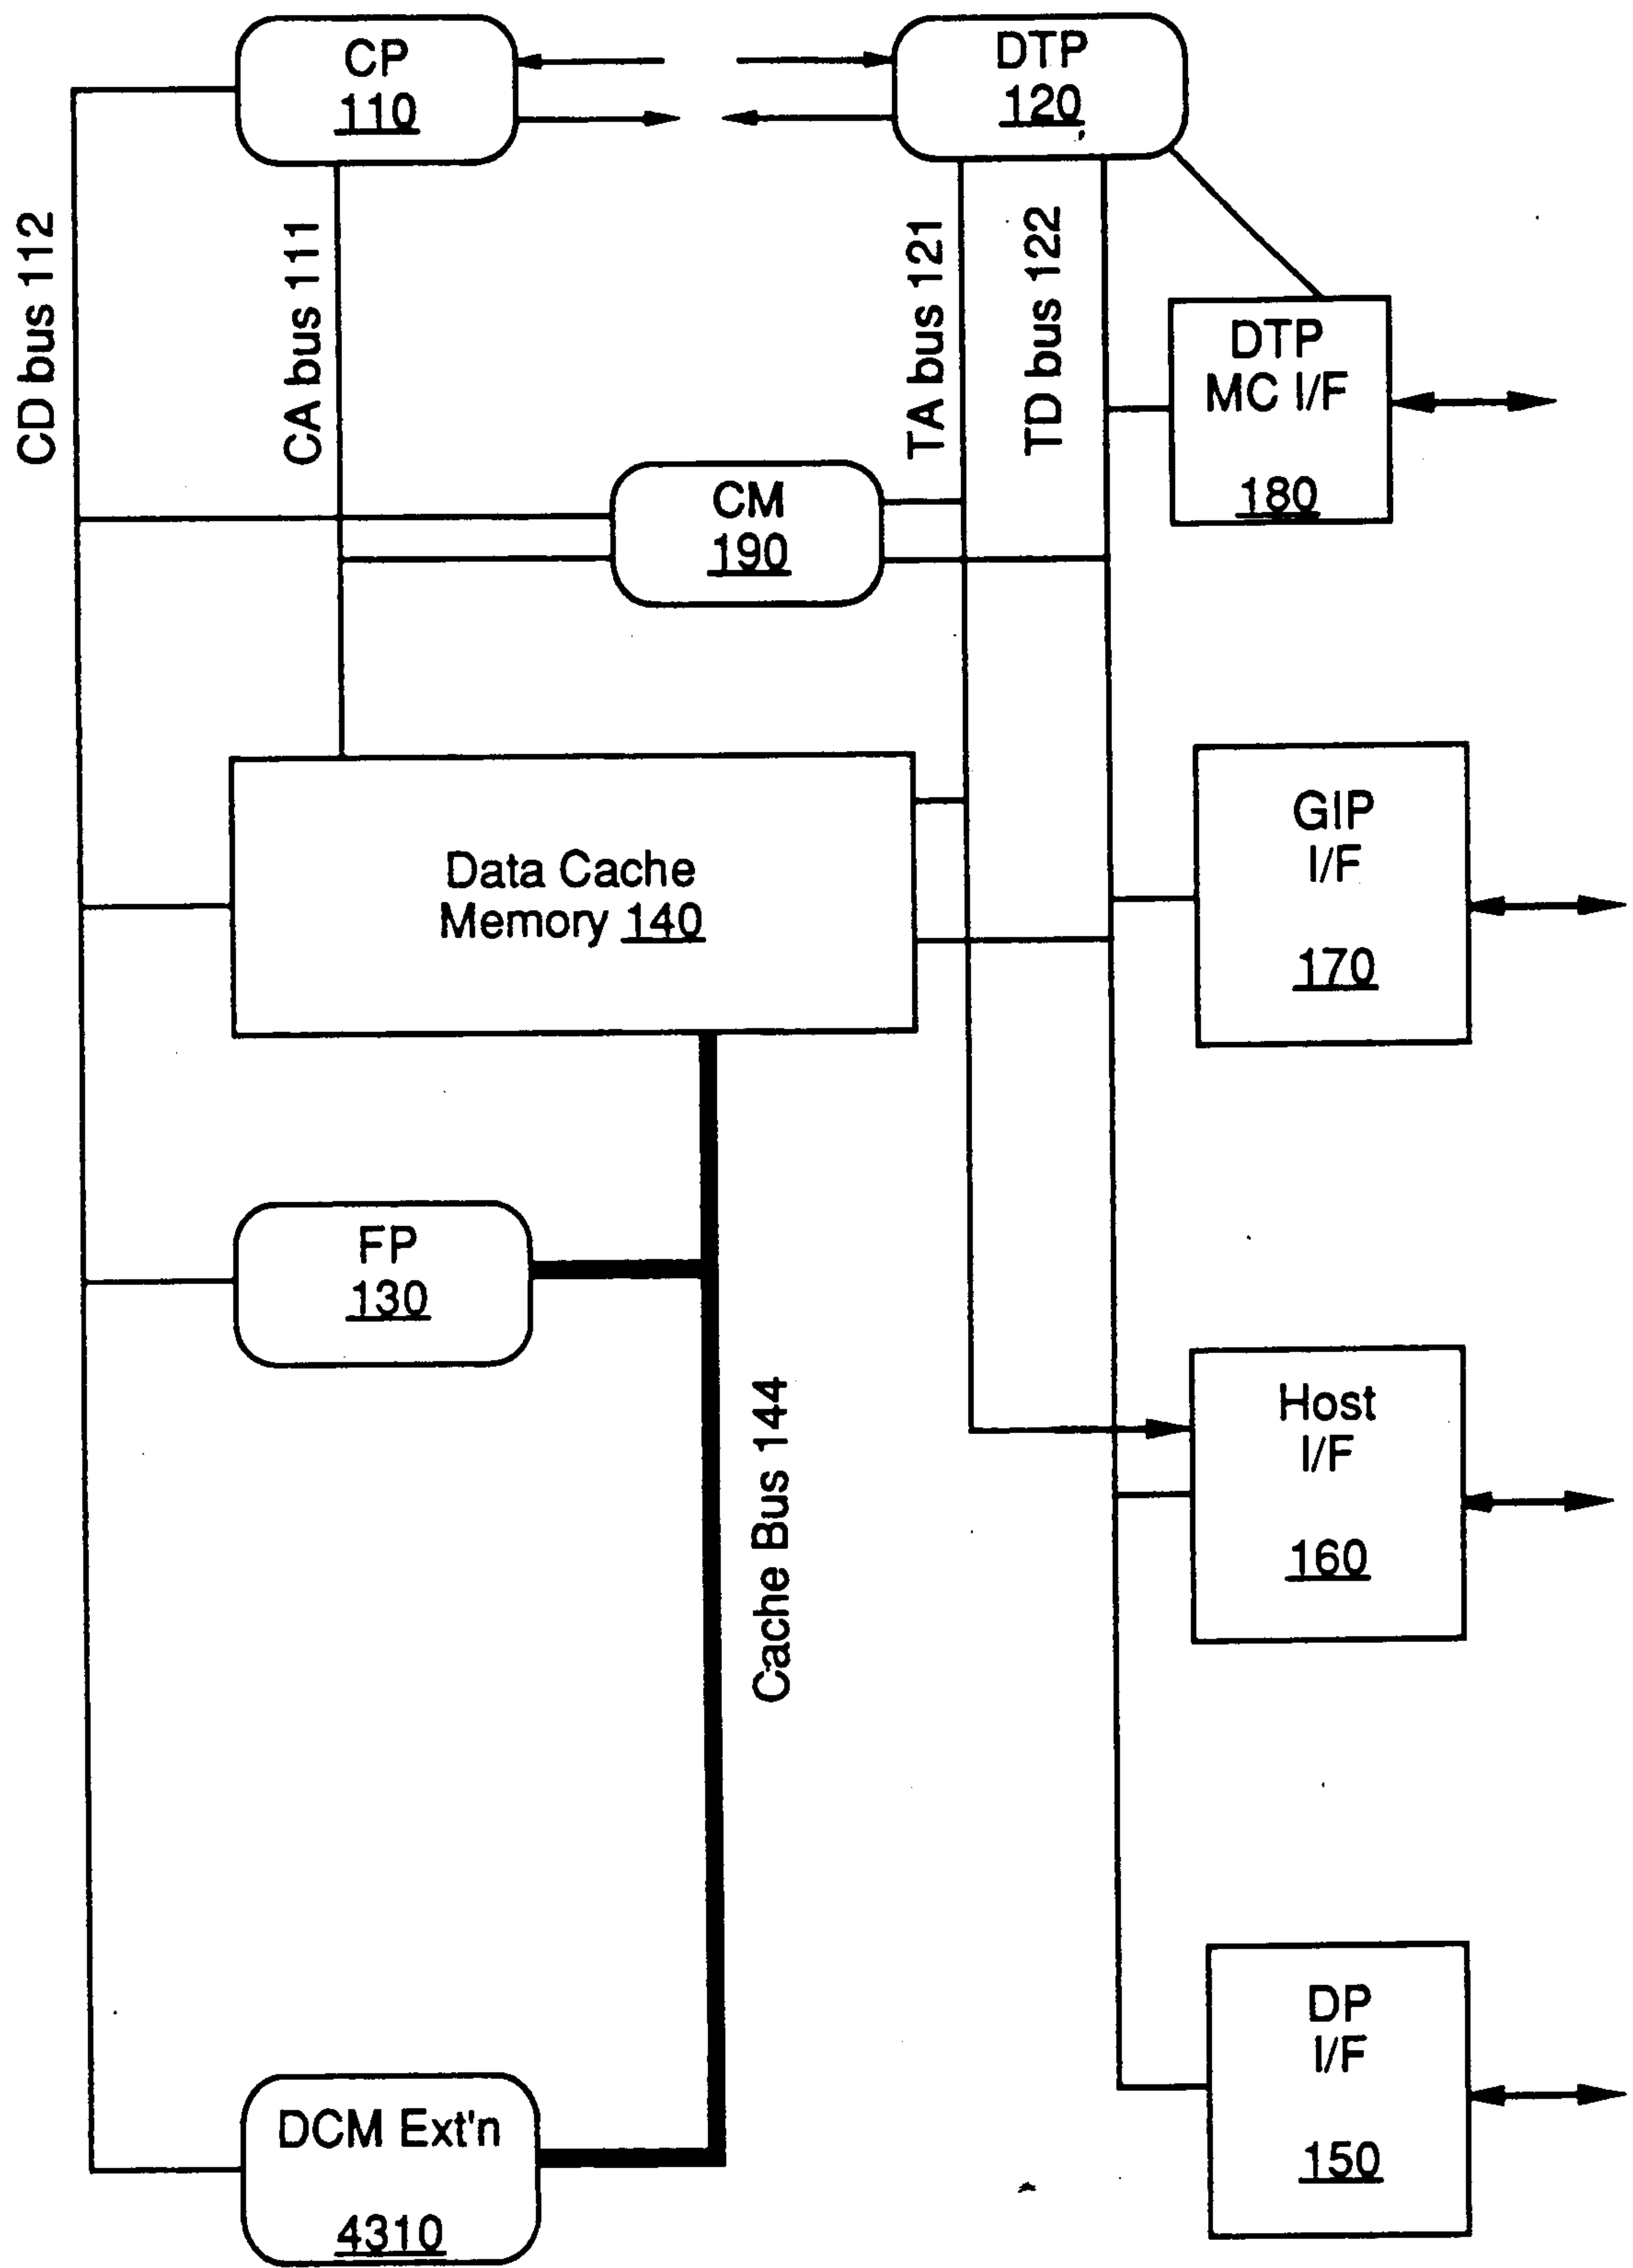 CP
110
DTP
120
CD bus 112
CA bus 111
TA bus 121
TD bus 122
DTP
MC I/F
180
CM
190
Data Cache
Memory 140
GIP
I/F
170
FP
130
Cache Bus 144
Host
I/F
160
DP
I/F
150
DCM Ext'n
4310